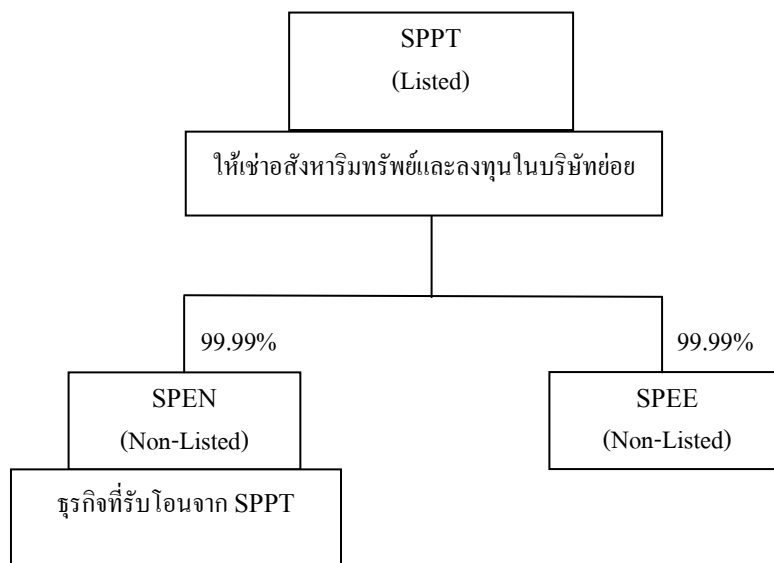 SPPT
(Listed)
ให้เช่าอสังหาริมทรัพย์และลงทุนในบริษัทย่อย
99.99%
99.99%
SPEN
(Non-Listed)
SPEE
(Non-Listed)
ธุรกิจที่รับโอนจาก SPPT